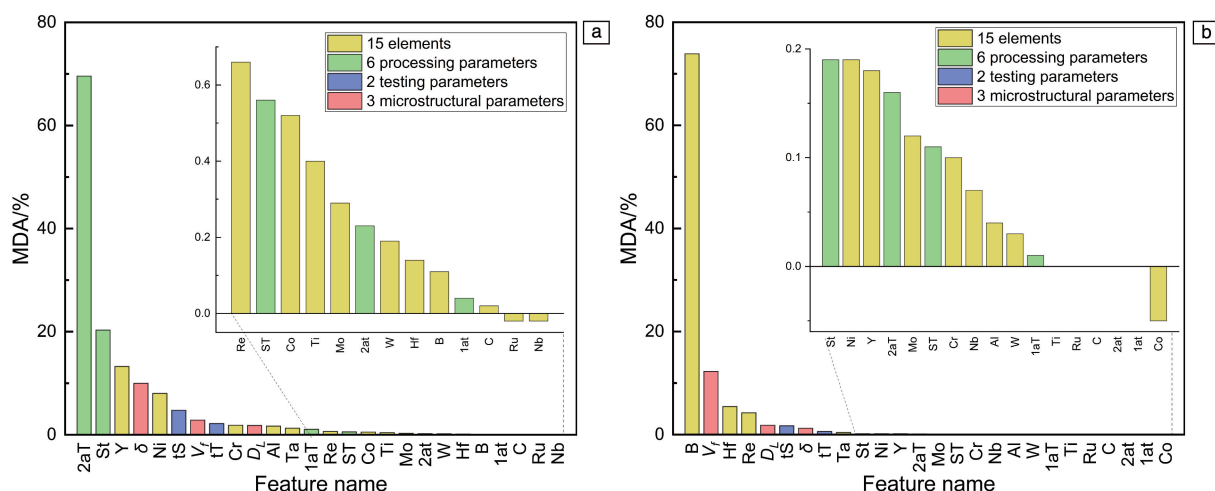 80
60
40
20
0
MDA/%
a
15 elements
6 processing parameters
2 testing parameters
3 microstructural parameters
0.6
0.4
0.2
0.0
Re ST Co Ti Mo 2at W Hf B 1at C Ru Nb
2aT St Y δ Ni tS V_f tT Cr D_L Al Ta 1aT Re ST Co Ti Mo 2at W Hf B 1at C Ru Nb
Feature name
80
60
40
20
0
MDA/%
b
15 elements
6 processing parameters
2 testing parameters
3 microstructural parameters
0.2
0.1
0.0
St Ni Y 2aT Mo ST Cr Nb Al W 1aT Ti Ru C 2at 1at Co
B V_f Hf Re D_L tS δ tT Ta St Ni Y 2aT Mo ST Cr Nb Al W 1aT Ti Ru C 2at 1at Co
Feature name